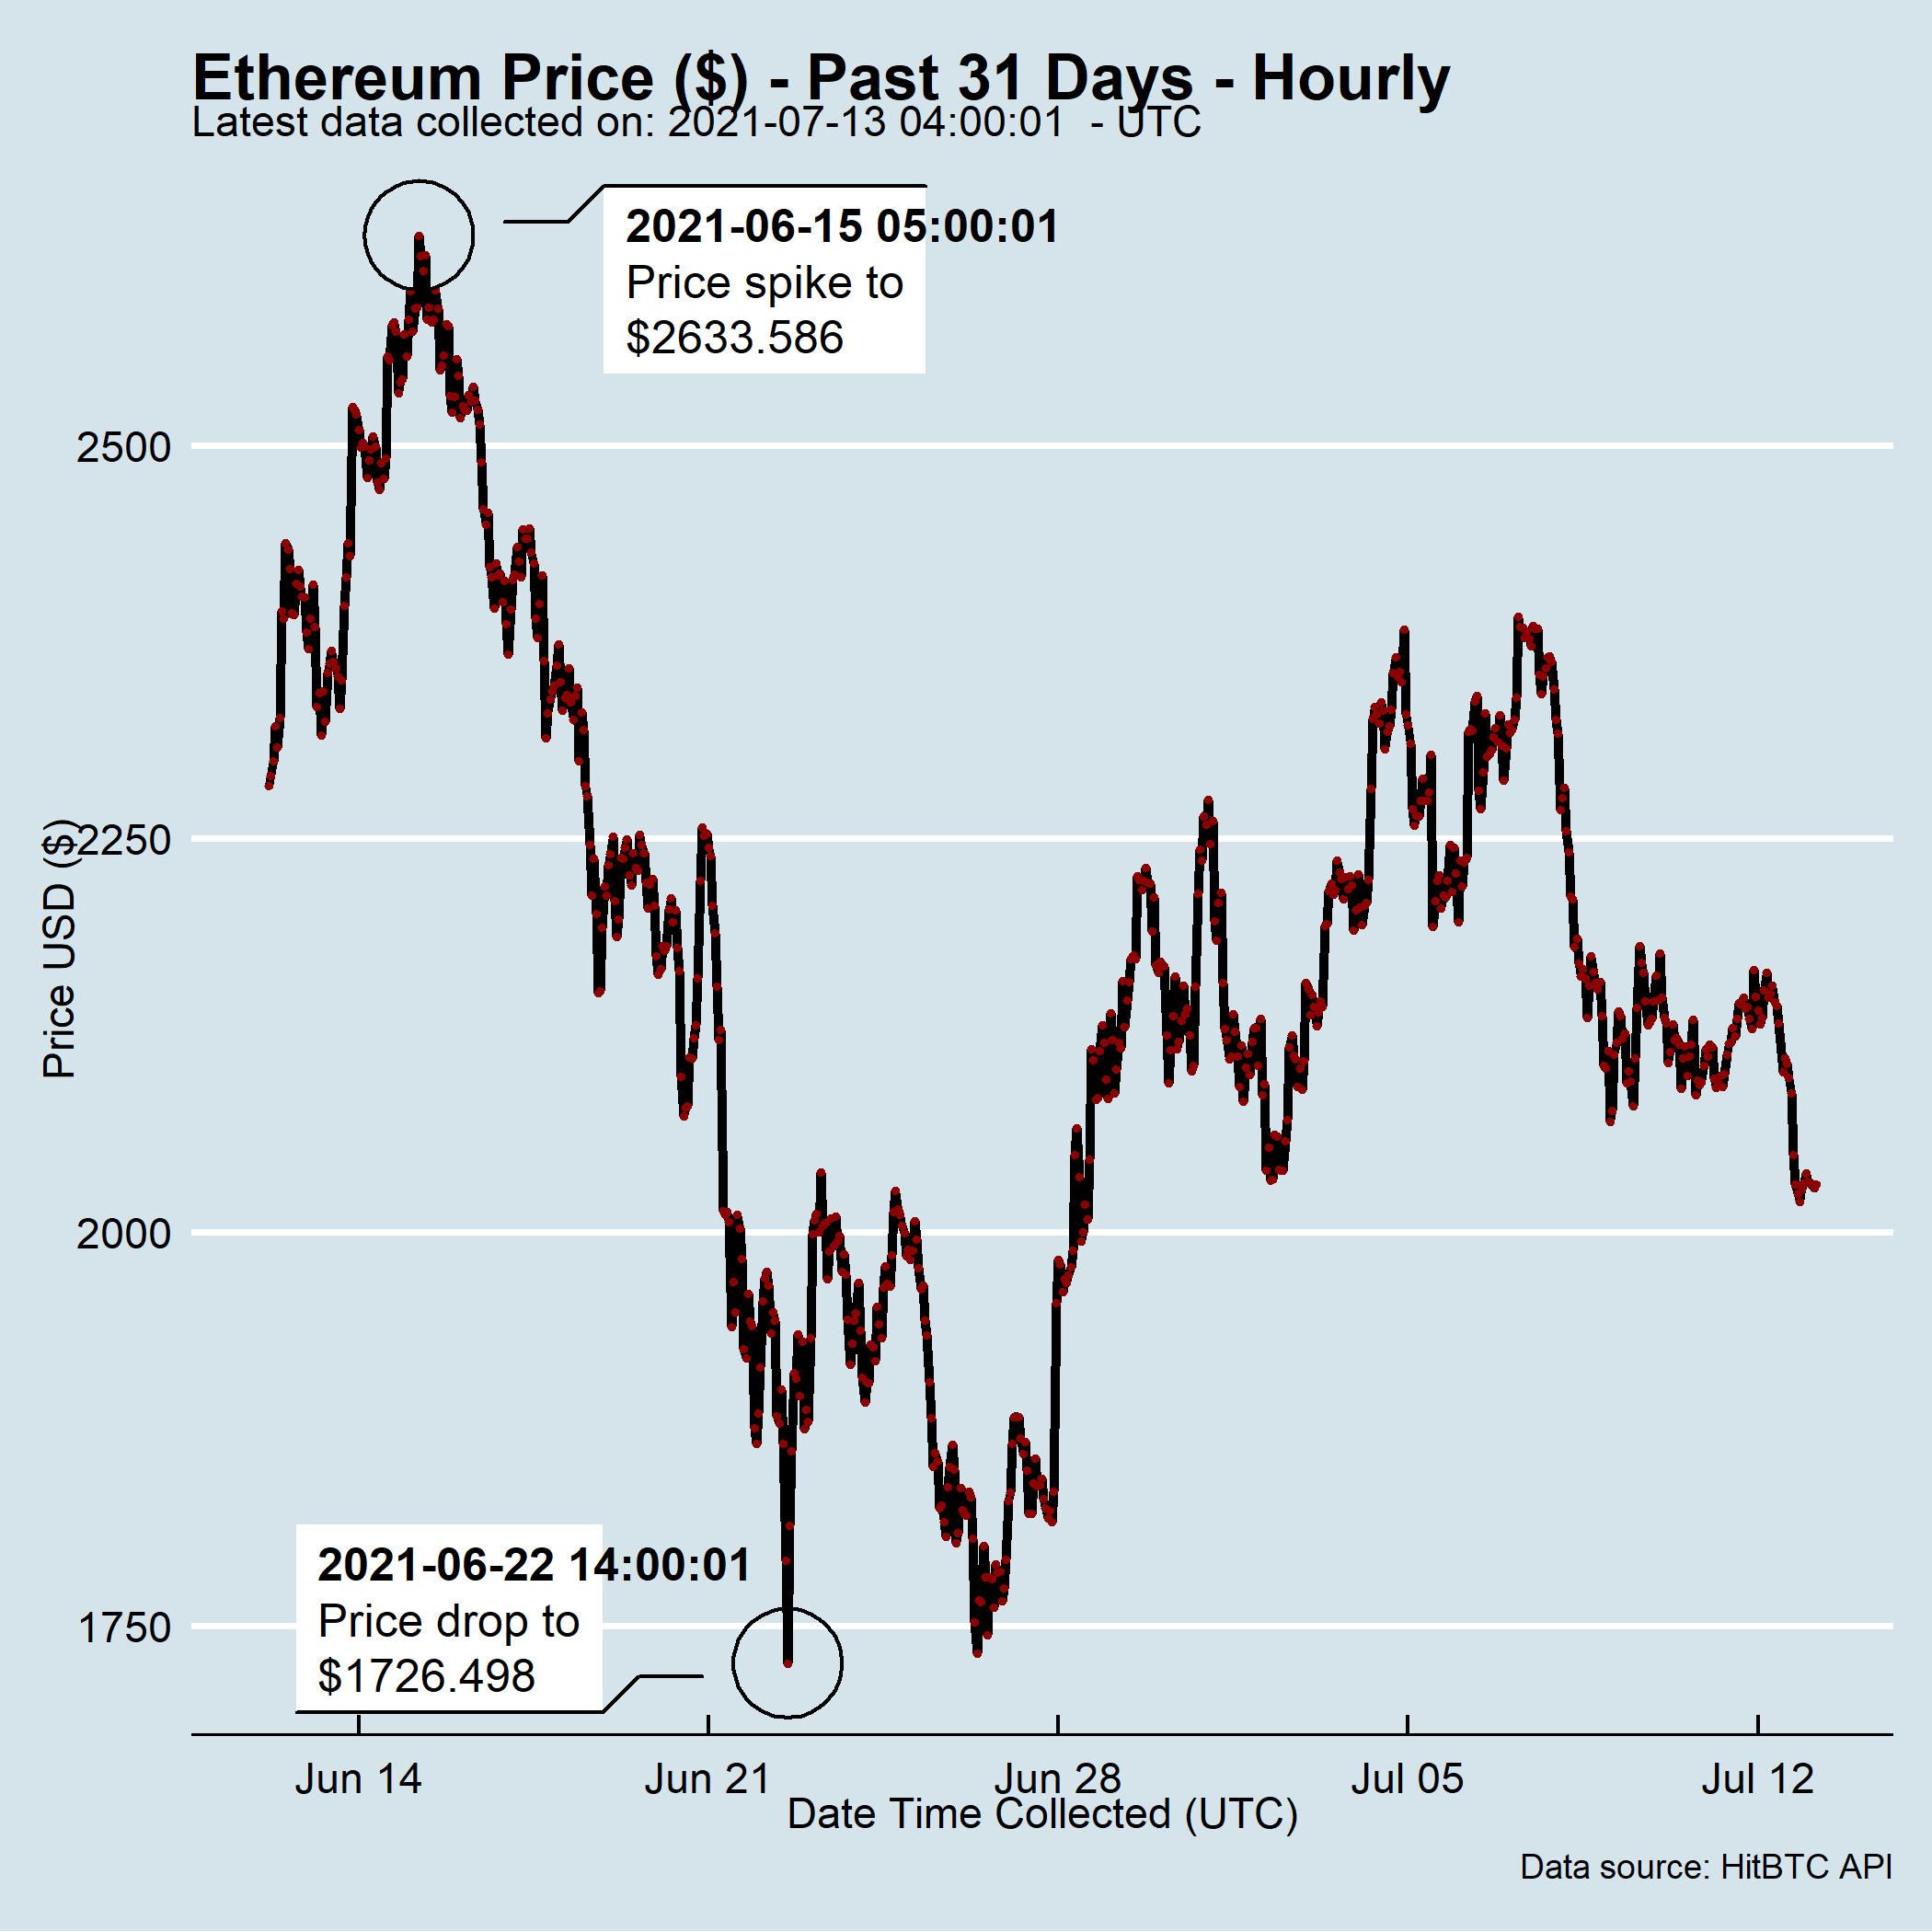 Ethereum Price ($) - Past 31 Days - Hourly
Latest data collected on: 2021-07-13 04:00:01  - UTC
2021-06-15 05:00:01
Price spike to
$2633.586
2500
2250
2000
1750
Price USD ($)
2021-06-22 14:00:01
Price drop to
$1726.498
Jun 14
Jun 21
Jun 28
Jul 05
Jul 12
Date Time Collected (UTC)
Data source: HitBTC API